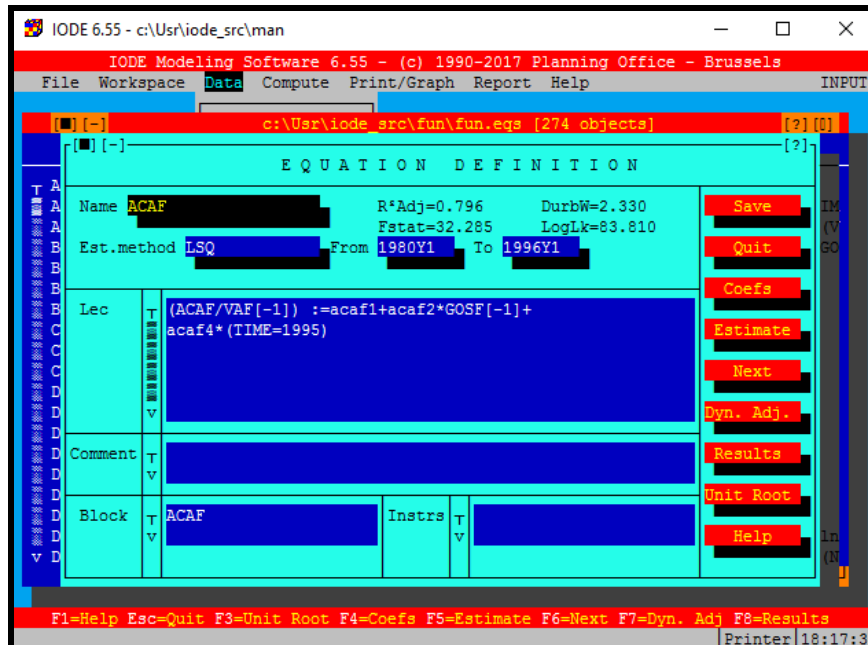 IODE 6.55 - c:\Usr\iode_src\man
IODE Modeling Software 6.55 - (c) 1990-2017 Planning Office - Brussels
File Workspace Data Compute Print/Graph Report Help INPUT
[■][-] c:\Usr\iode_src\fun\fun.eqs [274 objects] [?][▯]
[■][-] [?]
E Q U A T I O N D E F I N I T I O N
Name ACAF R²Adj=0.796 DurbW=2.330 Save
Fstat=32.285 LogLk=83.810
Est.method LSQ From 1980Y1 To 1996Y1 Quit
Coefs
Lec (ACAF/VAF[-1]) :=acaf1+acaf2*GOSF[-1]+
acaf4*(TIME=1995) Estimate
Next
Dyn. Adj.
Comment Results
Unit Root
Block ACAF Instrs
Help
F1=Help Esc=Quit F3=Unit Root F4=Coefs F5=Estimate F6=Next F7=Dyn. Adj F8=Results
Printer 18:17:3